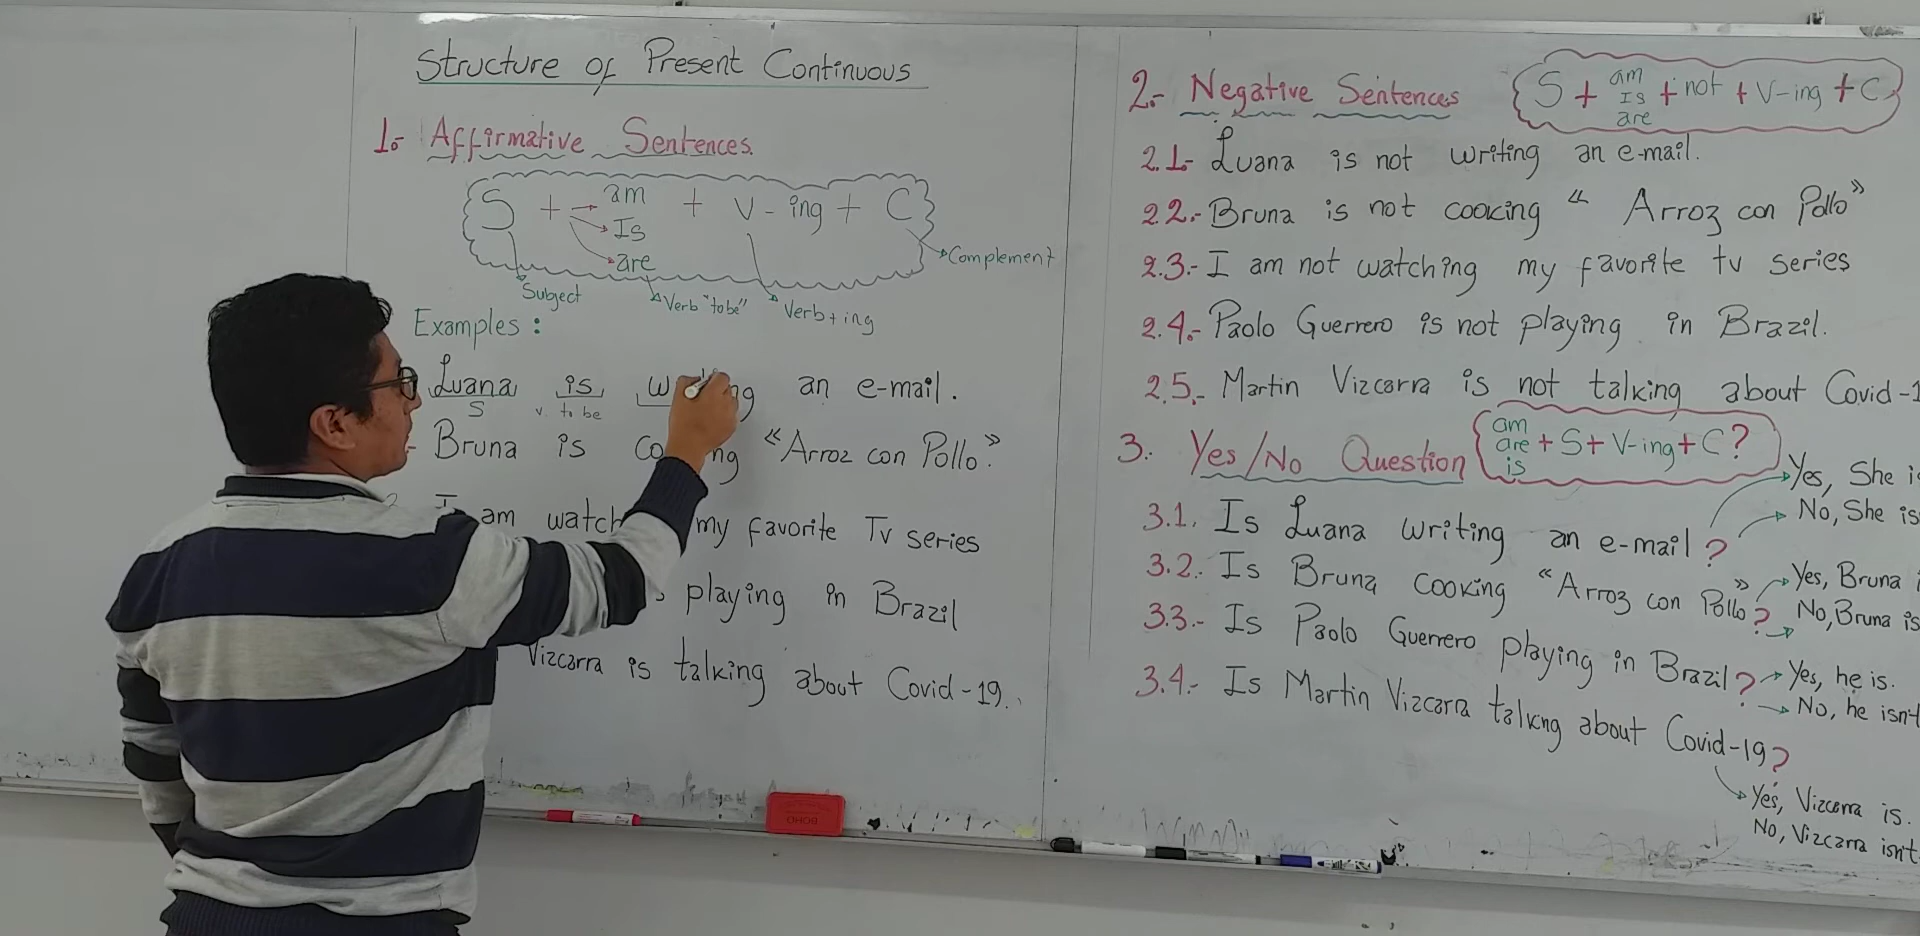 Structure of Present Continuous
1.- Affirmative Sentences.
S + am + V - ing + C
Is
are
Complement
Subject
Verb "to be"
Verb + ing
Examples :
Luana is an e-mail.
S v. to be
Bruna is "Arroz con Pollo".
I am my favorite Tv series
playing in Brazil
Vizcarra is talking about Covid-19.
2.- Negative Sentences
S + am + not + V-ing + C
Is
are
2.1.- Luana is not writing an e-mail.
2.2.- Bruna is not cooking " Arroz con Pollo"
2.3.- I am not watching my favorite tv series
2.4.- Paolo Guerrero is not playing in Brazil.
2.5.- Martin Vizcarra is not talking about Covid-1
3.- Yes/No Question
am
are + S + V-ing + C ?
is
Yes, She is
No, She is
3.1. Is Luana writing an e-mail ?
3.2. Is Bruna cooking "Arroz con Pollo" ?
Yes, Bruna
No, Bruna is
3.3.- Is Paolo Guerrero playing in Brazil ?
Yes, he is.
No, he isn't
3.4.- Is Martin Vizcarra talking about Covid-19 ?
Yes, Vizcarra is.
No, Vizcarra isn't